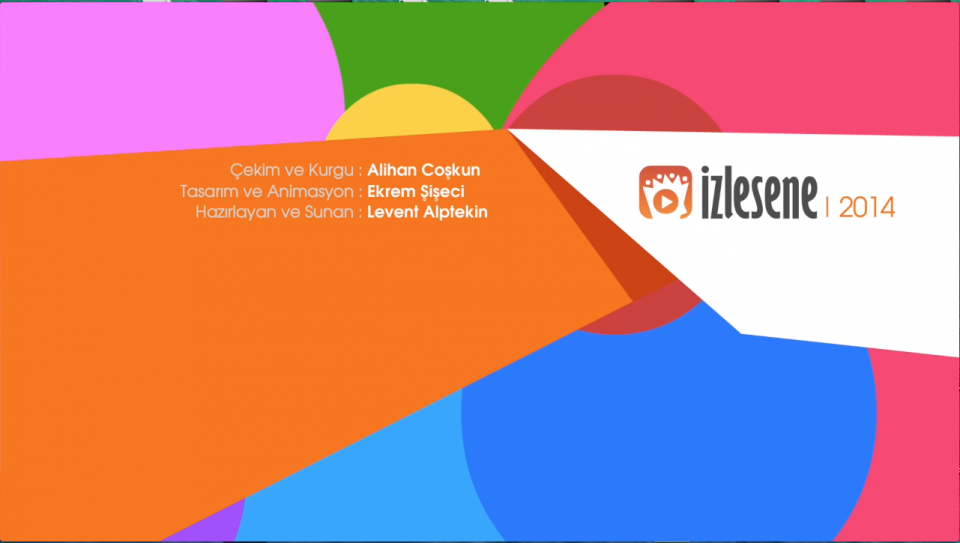 Çekim ve Kurgu : Alihan Coşkun
Tasarım ve Animasyon : Ekrem Şişeci
Hazırlayan ve Sunan : Levent Alptekin
izlesene | 2014